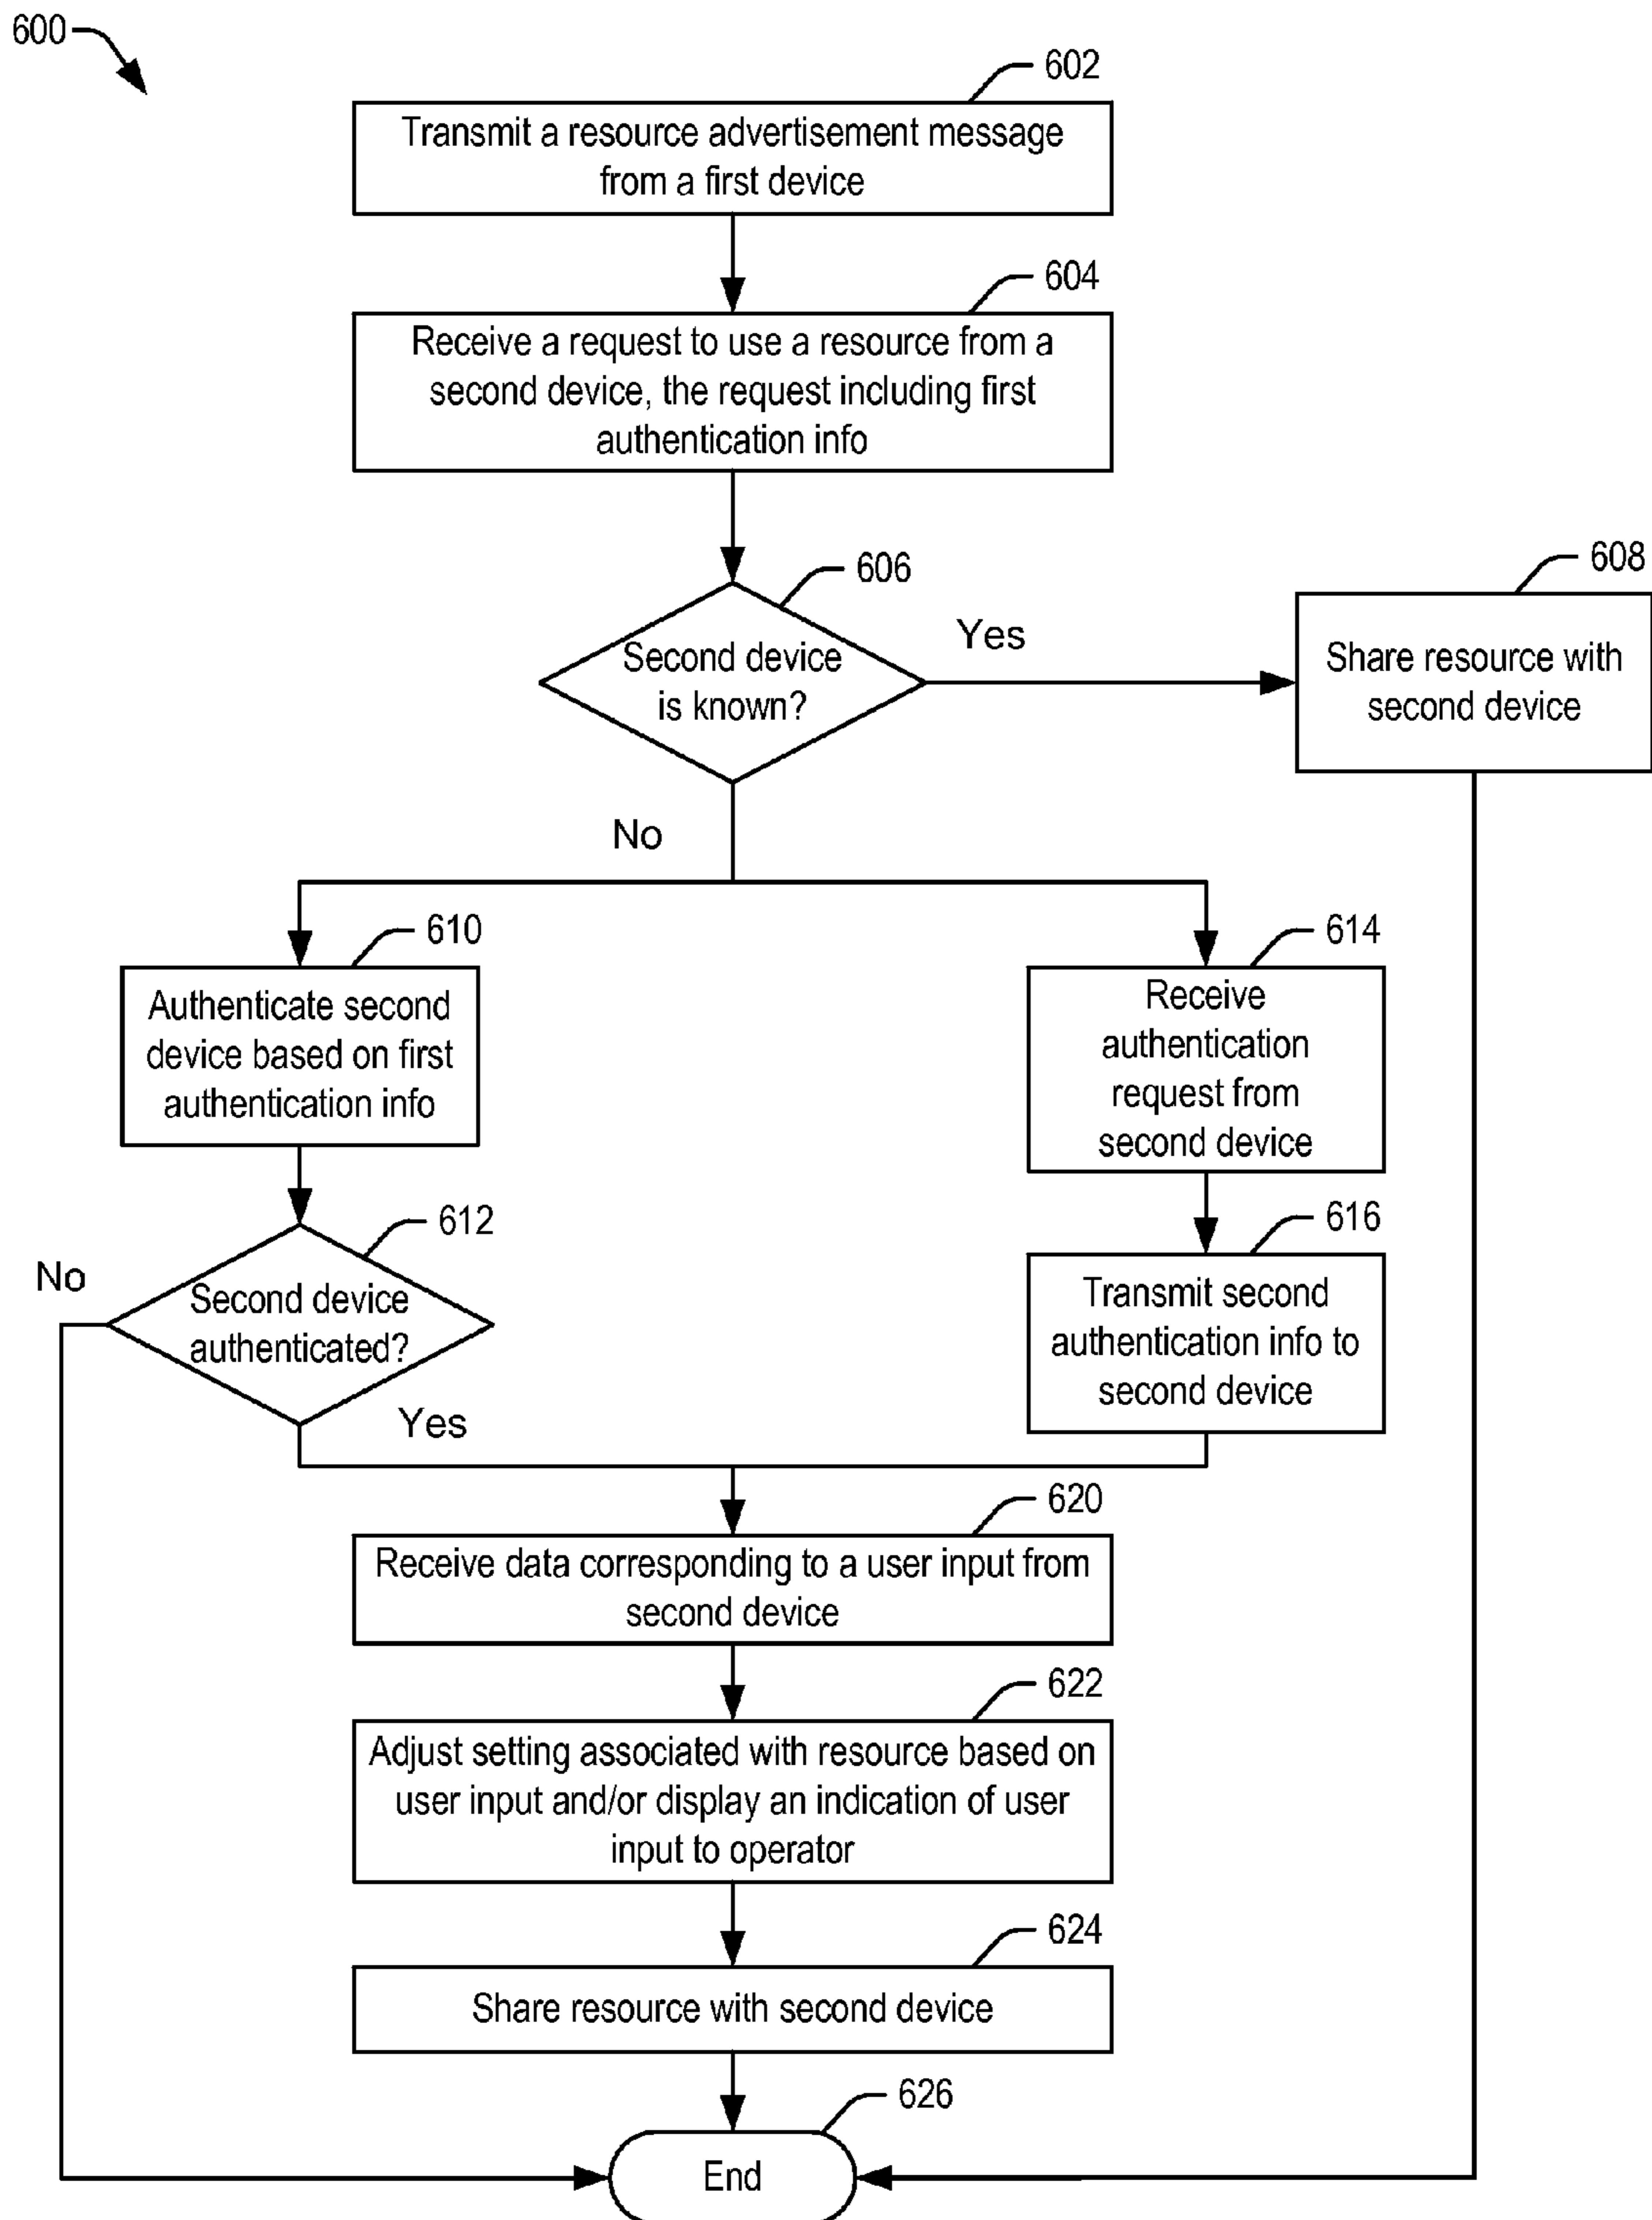 600
602
Transmit a resource advertisement message
from a first device
604
Receive a request to use a resource from a
second device, the request including first
authentication info
606
Second device
is known?
Yes
608
Share resource with
second device
No
610
Authenticate second
device based on first
authentication info
614
Receive
authentication
request from
second device
612
No
Second device
authenticated?
Yes
616
Transmit second
authentication info to
second device
620
Receive data corresponding to a user input from
second device
622
Adjust setting associated with resource based on
user input and/or display an indication of user
input to operator
624
Share resource with second device
626
End